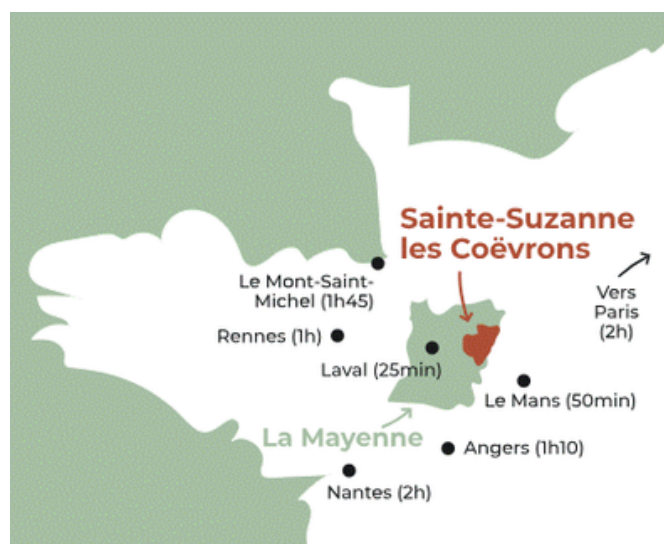 Sainte-Suzanne
les Coëvrons
Le Mont-Saint-
Michel (1h45)
Vers
Paris
(2h)
Rennes (1h)
Laval (25min)
Le Mans (50min)
La Mayenne
Angers (1h10)
Nantes (2h)